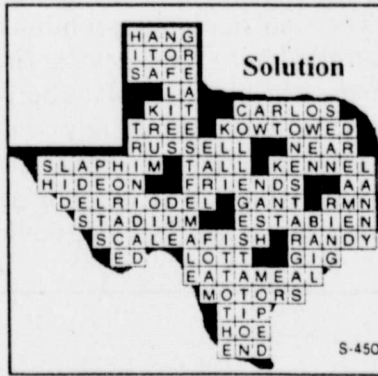 HANG
ITOR
SAFE
Solution
LA
KIT CARLOS
TREE KOWTOWED
RUSSELL NEAR
SLAPHIM TALL KENNEL
HIDEON FRIENDS AA
DELRIODEL GANT RMN
STADIUM ESTABIEN
SCALEAFISH RANDY
ED LOTT GIG
EATAMEAL
MOTORS
TIP
HOE
END
S-450